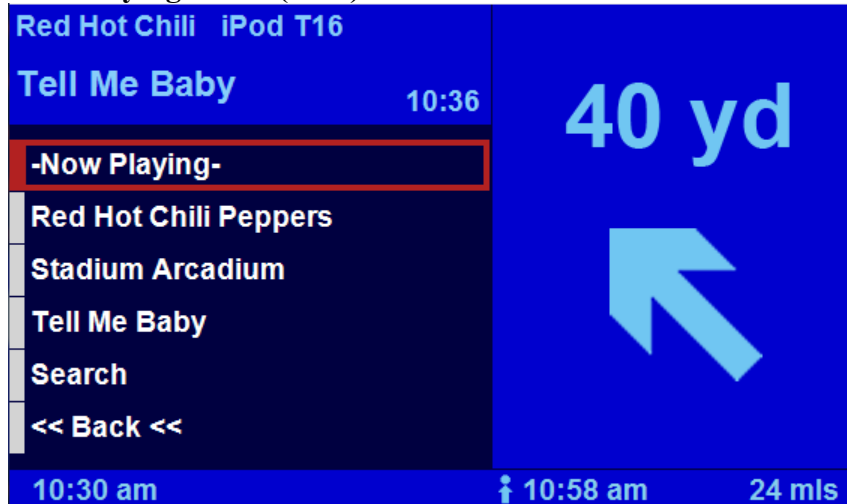 Red Hot Chili iPod T16
Tell Me Baby
10:36
40 yd
-Now Playing-
Red Hot Chili Peppers
Stadium Arcadium
Tell Me Baby
Search
<< Back <<
10:30 am
10:58 am
24 mls